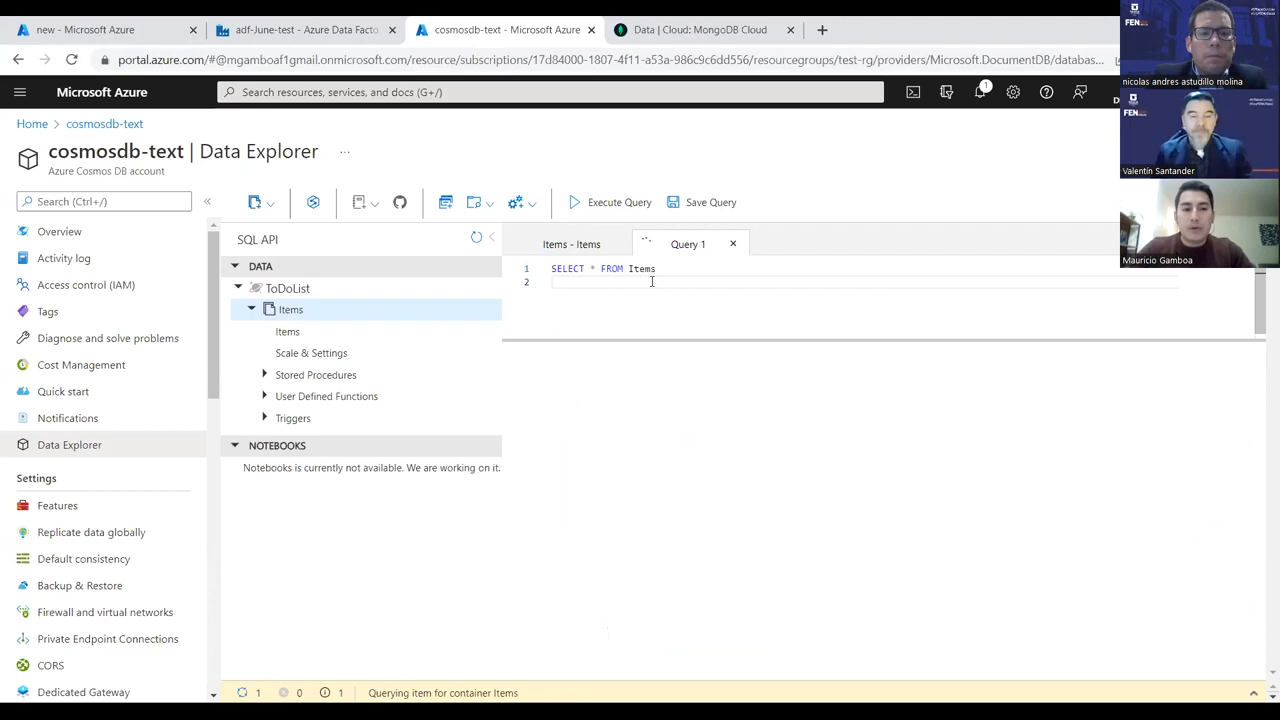 new - Microsoft Azure
adf-June-test - Azure Data Facto
cosmosdb-text - Microsoft Azure
Data | Cloud: MongoDB Cloud
portal.azure.com/#@mgamboaf1gmail.onmicrosoft.com/resource/subscriptions/17d84000-1807-4f11-a53a-986c9c6dd556/resourcegroups/test-rg/providers/Microsoft.DocumentDB/databas...
Microsoft Azure
Search resources, services, and docs (G+/)
1
Home > cosmosdb-text
cosmosdb-text | Data Explorer ...
Azure Cosmos DB account
Search (Ctrl+/)
Overview
Activity log
Access control (IAM)
Tags
Diagnose and solve problems
Cost Management
Quick start
Notifications
Data Explorer
Settings
Features
Replicate data globally
Default consistency
Backup & Restore
Firewall and virtual networks
Private Endpoint Connections
CORS
Dedicated Gateway
SQL API
DATA
ToDoList
Items
Items
Scale & Settings
Stored Procedures
User Defined Functions
Triggers
NOTEBOOKS
Notebooks is currently not available. We are working on it.
Execute Query
Save Query
Items - Items
Query 1
1 SELECT * FROM Items
2
1 0 1 Querying item for container Items
FEN
nicolas andres astudillo molina
FEN
FEN
Valentín Santander
Mauricio Gamboa